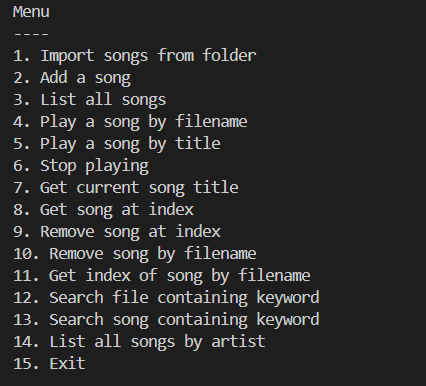 Menu
----
1. Import songs from folder
2. Add a song
3. List all songs
4. Play a song by filename
5. Play a song by title
6. Stop playing
7. Get current song title
8. Get song at index
9. Remove song at index
10. Remove song by filename
11. Get index of song by filename
12. Search file containing keyword
13. Search song containing keyword
14. List all songs by artist
15. Exit